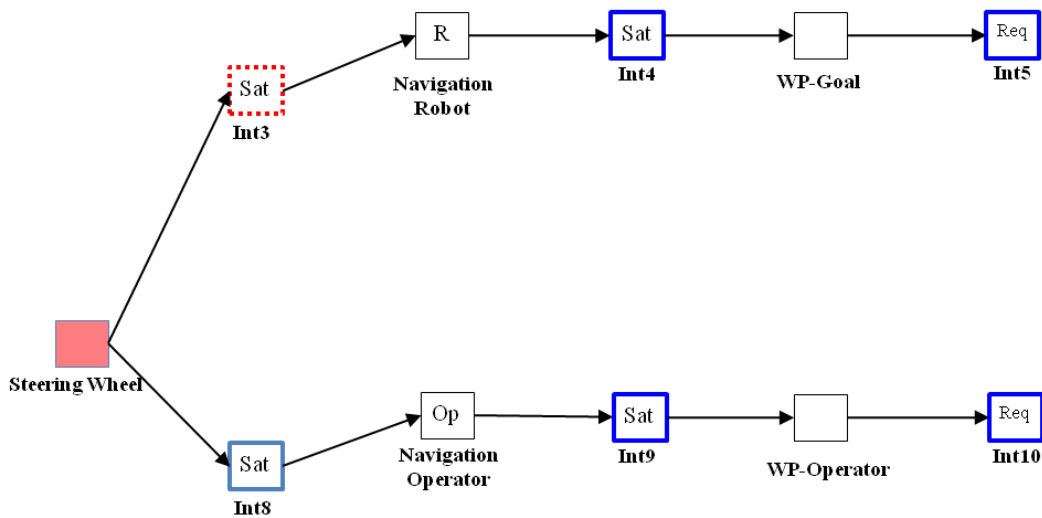 R
Sat
Req
Navigation
Robot
Int4
WP-Goal
Int5
Sat
Int3
Steering Wheel
Op
Sat
Req
Navigation
Operator
Int9
WP-Operator
Int10
Sat
Int8